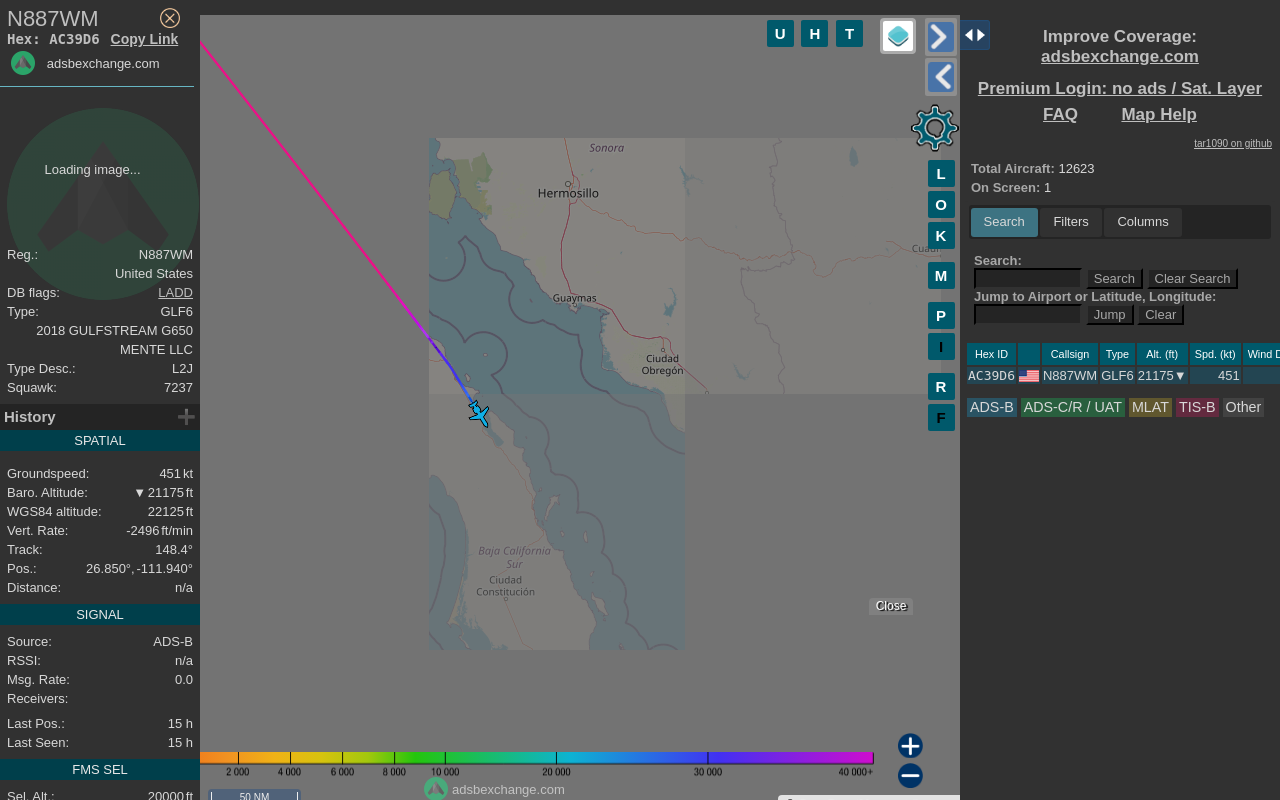 N887WM
Hex: AC39D6 Copy Link
adsbexchange.com
Loading image...
Reg.: N887WM
United States
DB flags: LADD
Type: GLF6
2018 GULFSTREAM G650
MENTE LLC
Type Desc.: L2J
Squawk: 7237
History
SPATIAL
Groundspeed: 451 kt
Baro. Altitude: ▼ 21175 ft
WGS84 altitude: 22125 ft
Vert. Rate: -2496 ft/min
Track: 148.4°
Pos.: 26.850°, -111.940°
Distance: n/a
SIGNAL
Source: ADS-B
RSSI: n/a
Msg. Rate: 0.0
Receivers:
Last Pos.: 15 h
Last Seen: 15 h
FMS SEL
Sel. Alt.: 20000 ft
U H T
L
O
K
M
P
I
R
F
Sonora
Hermosillo
Guaymas
Ciudad
Obregón
Baja California
Sur
Ciudad
Constitución
Close
2 000 4 000 6 000 8 000 10 000 20 000 30 000 40 000+
adsbexchange.com
50 NM
Improve Coverage:
adsbexchange.com
Premium Login: no ads / Sat. Layer
FAQ Map Help
tar1090 on github
Total Aircraft: 12623
On Screen: 1
Search Filters Columns
Search:
Search Clear Search
Jump to Airport or Latitude, Longitude:
Jump Clear
Hex ID Callsign Type Alt. (ft) Spd. (kt) Wind D
AC39D6 N887WM GLF6 21175▼ 451
ADS-B ADS-C/R / UAT MLAT TIS-B Other